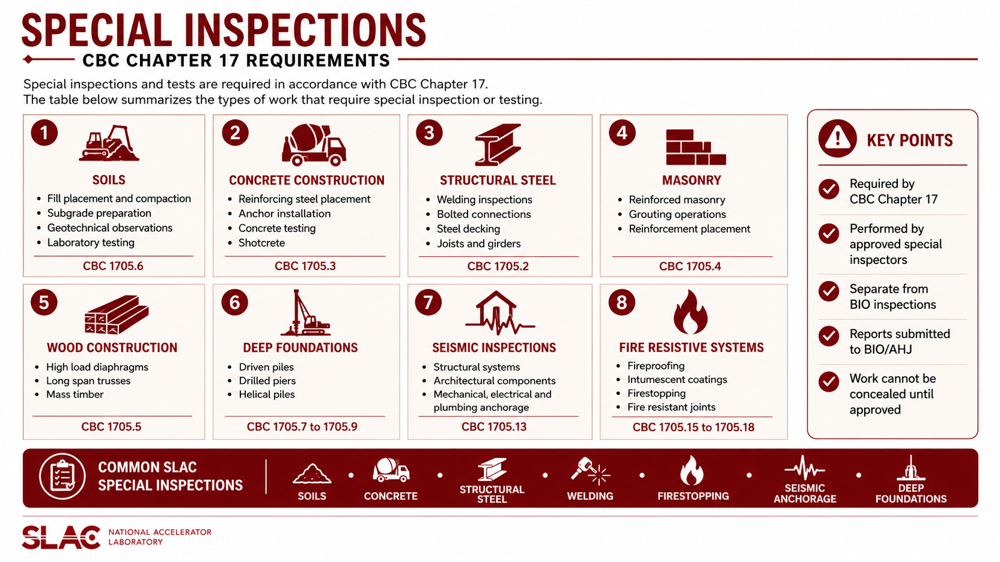 SPECIAL INSPECTIONS
CBC CHAPTER 17 REQUIREMENTS
Special inspections and tests are required in accordance with CBC Chapter 17.
The table below summarizes the types of work that require special inspection or testing.
1
SOILS
• Fill placement and compaction
• Subgrade preparation
• Geotechnical observations
• Laboratory testing
CBC 1705.6
2
CONCRETE CONSTRUCTION
• Reinforcing steel placement
• Anchor installation
• Concrete testing
• Shotcrete
CBC 1705.3
3
STRUCTURAL STEEL
• Welding inspections
• Bolted connections
• Steel decking
• Joists and girders
CBC 1705.2
4
MASONRY
• Reinforced masonry
• Grouting operations
• Reinforcement placement
CBC 1705.4
5
WOOD CONSTRUCTION
• High load diaphragms
• Long span trusses
• Mass timber
CBC 1705.5
6
DEEP FOUNDATIONS
• Driven piles
• Drilled piers
• Helical piles
CBC 1705.7 to 1705.9
7
SEISMIC INSPECTIONS
• Structural systems
• Architectural components
• Mechanical, electrical and
plumbing anchorage
CBC 1705.13
8
FIRE RESISTIVE SYSTEMS
• Fireproofing
• Intumescent coatings
• Firestopping
• Fire resistant joints
CBC 1705.15 to 1705.18
KEY POINTS
Required by
CBC Chapter 17
Performed by
approved special
inspectors
Separate from
BIO inspections
Reports submitted
to BIO/AHJ
Work cannot be
concealed until
approved
COMMON SLAC
SPECIAL INSPECTIONS
SOILS
CONCRETE
STRUCTURAL
STEEL
WELDING
FIRESTOPPING
SEISMIC
ANCHORAGE
DEEP
FOUNDATIONS
SLAC
NATIONAL ACCELERATOR
LABORATORY